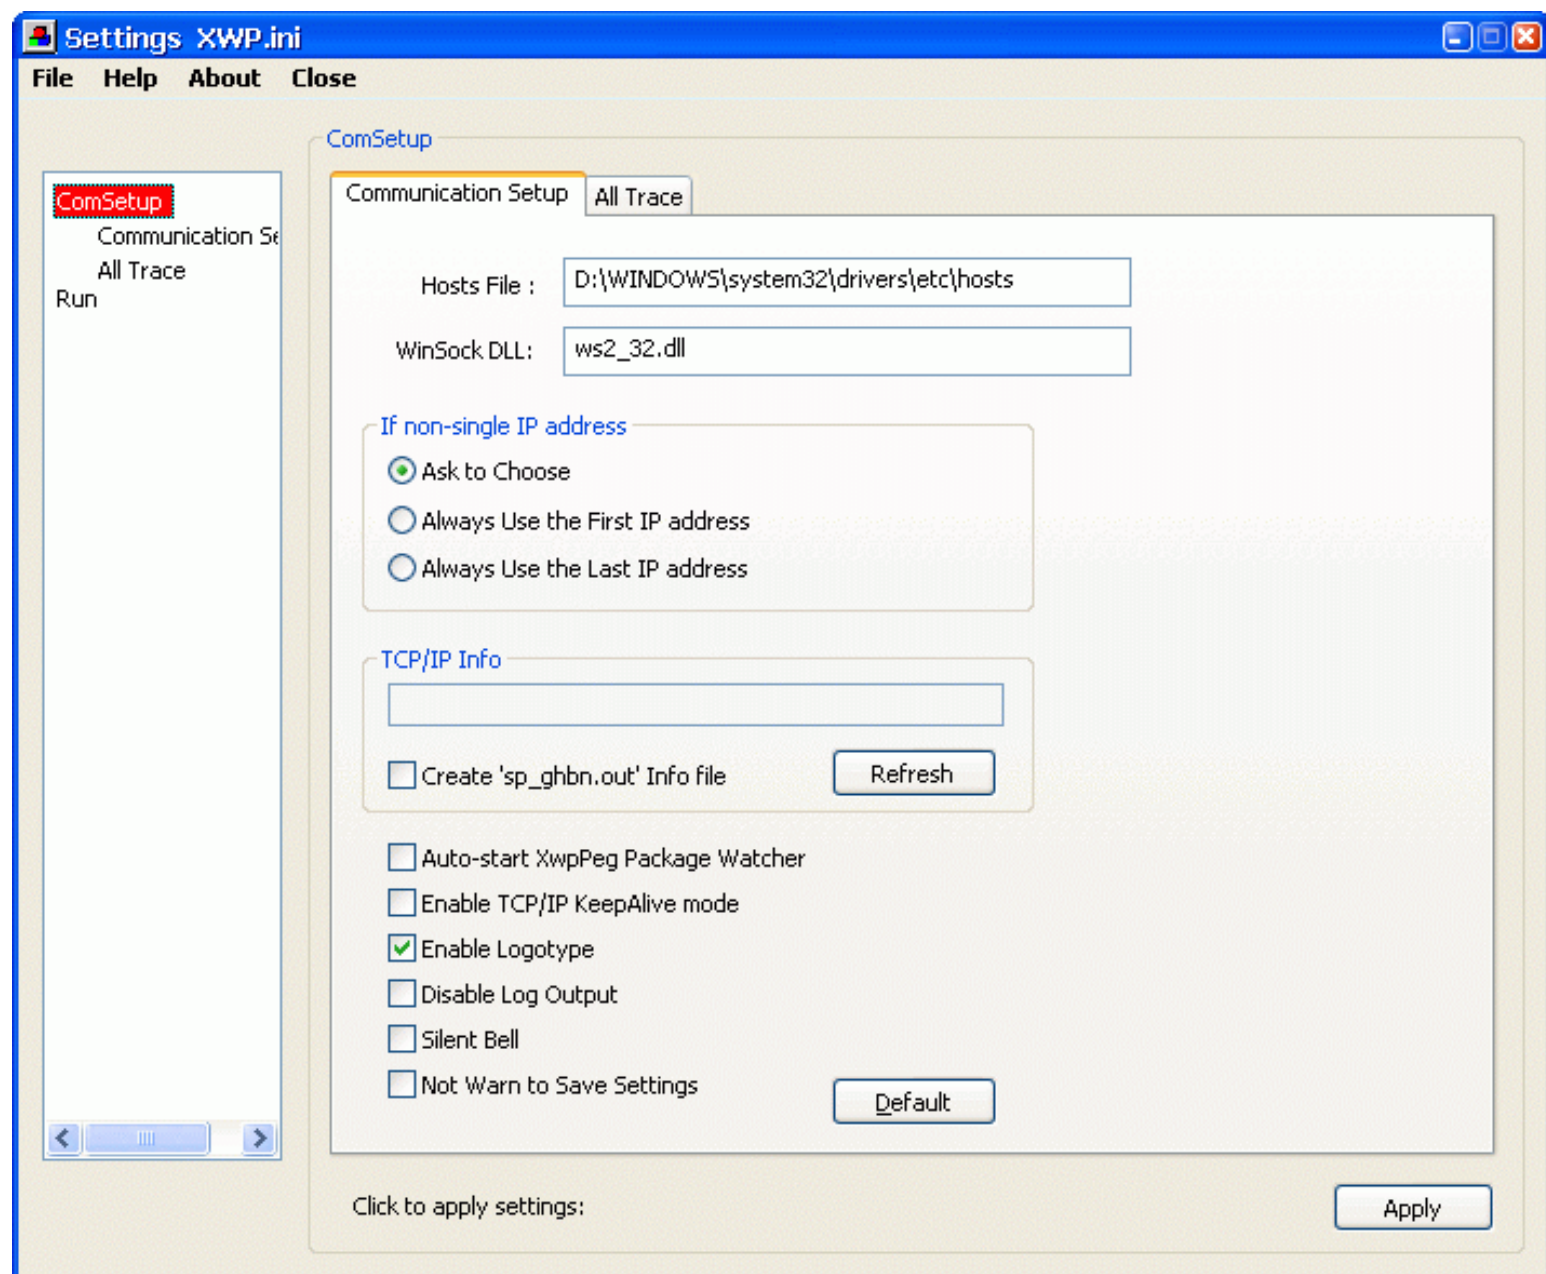 Settings XWP.ini
File Help About Close
ComSetup
Communication Se
All Trace
Run
ComSetup
Communication Setup
All Trace
Hosts File :
D:\WINDOWS\system32\drivers\etc\hosts
WinSock DLL:
ws2_32.dll
If non-single IP address
Ask to Choose
Always Use the First IP address
Always Use the Last IP address
TCP/IP Info
Create 'sp_ghbn.out' Info file
Refresh
Auto-start XwpPeg Package Watcher
Enable TCP/IP KeepAlive mode
Enable Logotype
Disable Log Output
Silent Bell
Not Warn to Save Settings
Default
Click to apply settings:
Apply